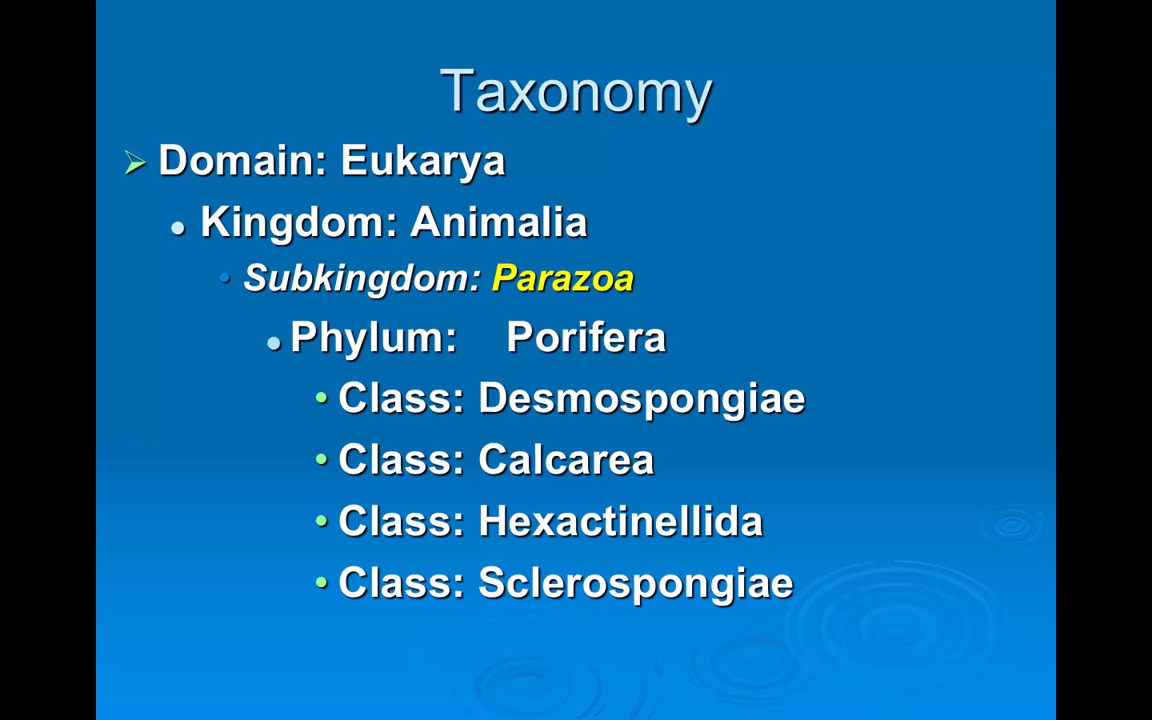 Taxonomy
Domain: Eukarya
Kingdom: Animalia
Subkingdom: Parazoa
Phylum: Porifera
Class: Desmospongiae
Class: Calcarea
Class: Hexactinellida
Class: Sclerospongiae